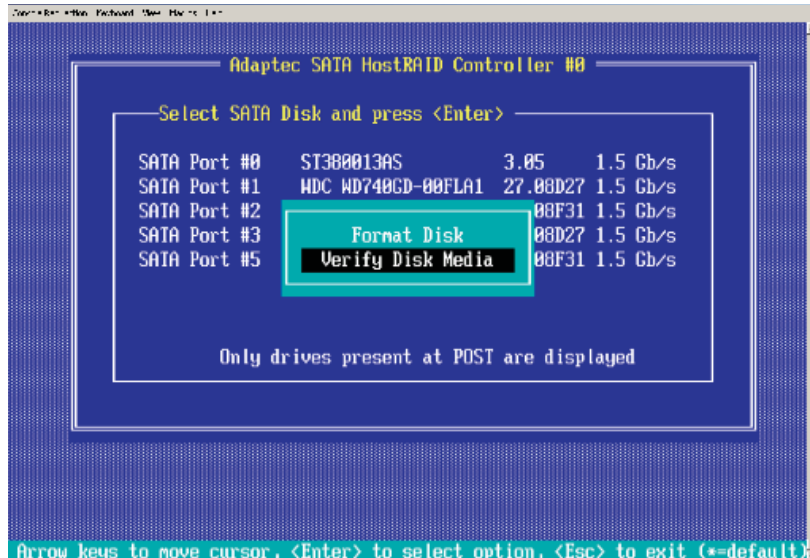 Adaptec SATA HostRAID Controller #0
Select SATA Disk and press <Enter>
SATA Port #0 ST380013AS 3.05 1.5 Gb/s
SATA Port #1 WDC WD740GD-00FLA1 27.08D27 1.5 Gb/s
SATA Port #2 08F31 1.5 Gb/s
SATA Port #3 08D27 1.5 Gb/s
SATA Port #5 08F31 1.5 Gb/s
Format Disk
Verify Disk Media
Only drives present at POST are displayed
Arrow keys to move cursor, <Enter> to select option, <Esc> to exit (*=default)